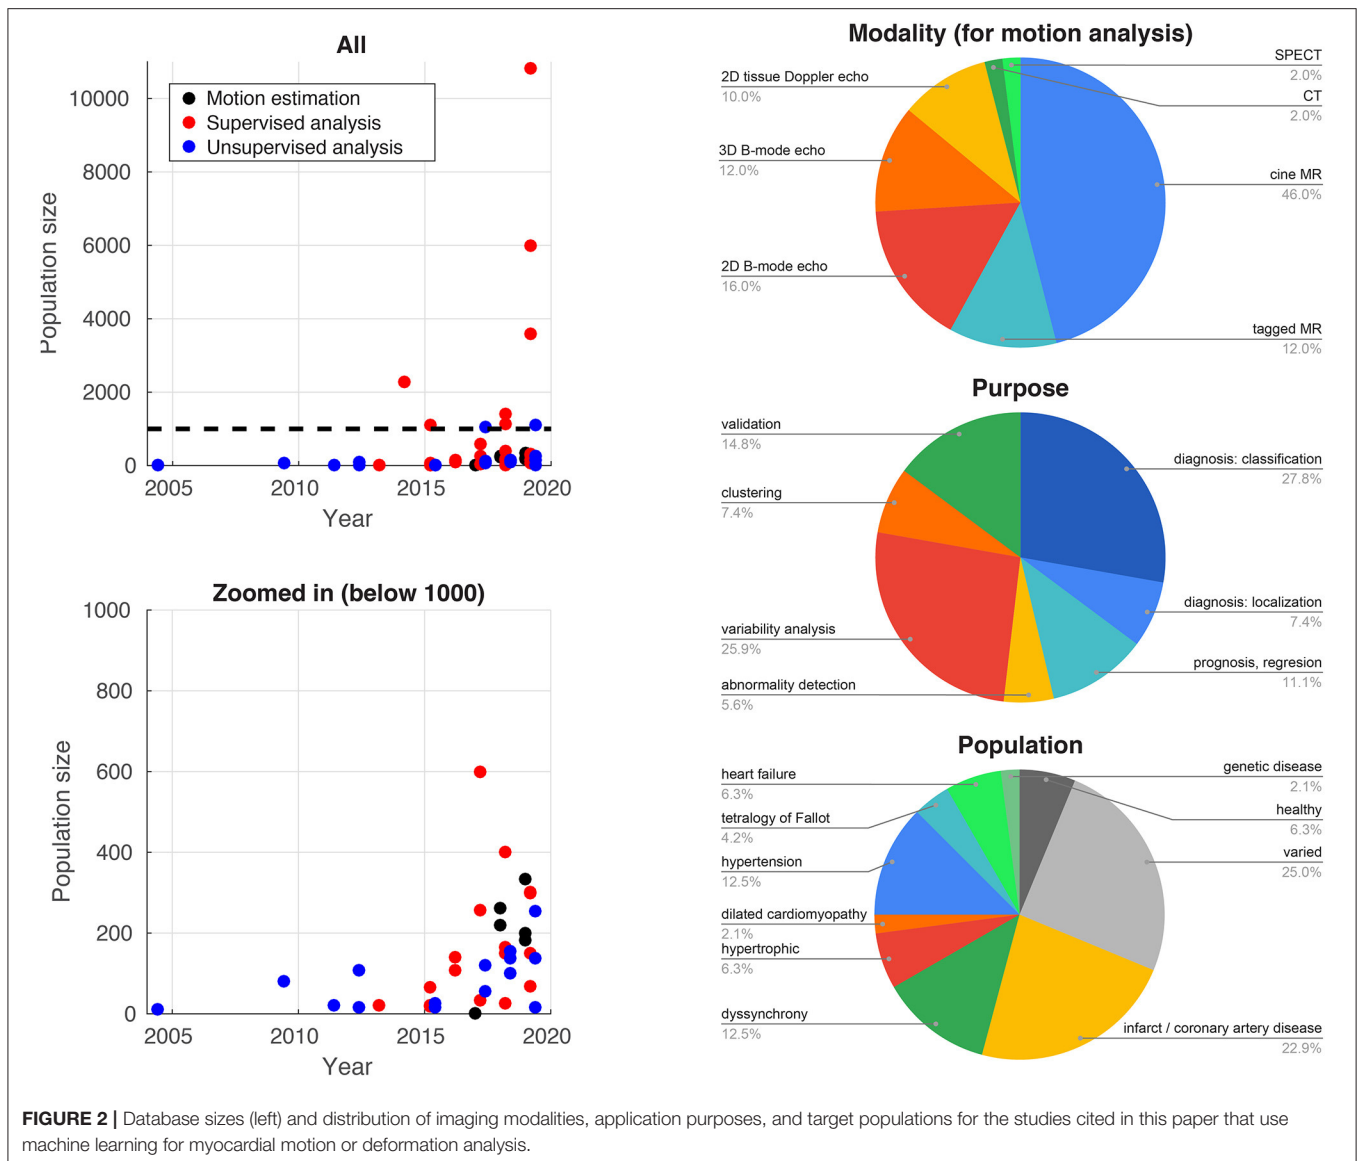 All
10000
8000
6000
4000
2000
0
Population size
Motion estimation
Supervised analysis
Unsupervised analysis
2005
2010
2015
2020
Year
Zoomed in (below 1000)
1000
800
600
400
200
0
Population size
2005
2010
2015
2020
Year
Modality (for motion analysis)
2D tissue Doppler echo
10.0%
3D B-mode echo
12.0%
2D B-mode echo
16.0%
SPECT
2.0%
CT
2.0%
cine MR
46.0%
tagged MR
12.0%
Purpose
validation
14.8%
clustering
7.4%
variability analysis
25.9%
abnormality detection
5.6%
diagnosis: classification
27.8%
diagnosis: localization
7.4%
prognosis, regresion
11.1%
Population
heart failure
6.3%
tetralogy of Fallot
4.2%
hypertension
12.5%
dilated cardiomyopathy
2.1%
hypertrophic
6.3%
dyssynchrony
12.5%
genetic disease
2.1%
healthy
6.3%
varied
25.0%
infarct / coronary artery disease
22.9%
FIGURE 2 | Database sizes (left) and distribution of imaging modalities, application purposes, and target populations for the studies cited in this paper that use
machine learning for myocardial motion or deformation analysis.